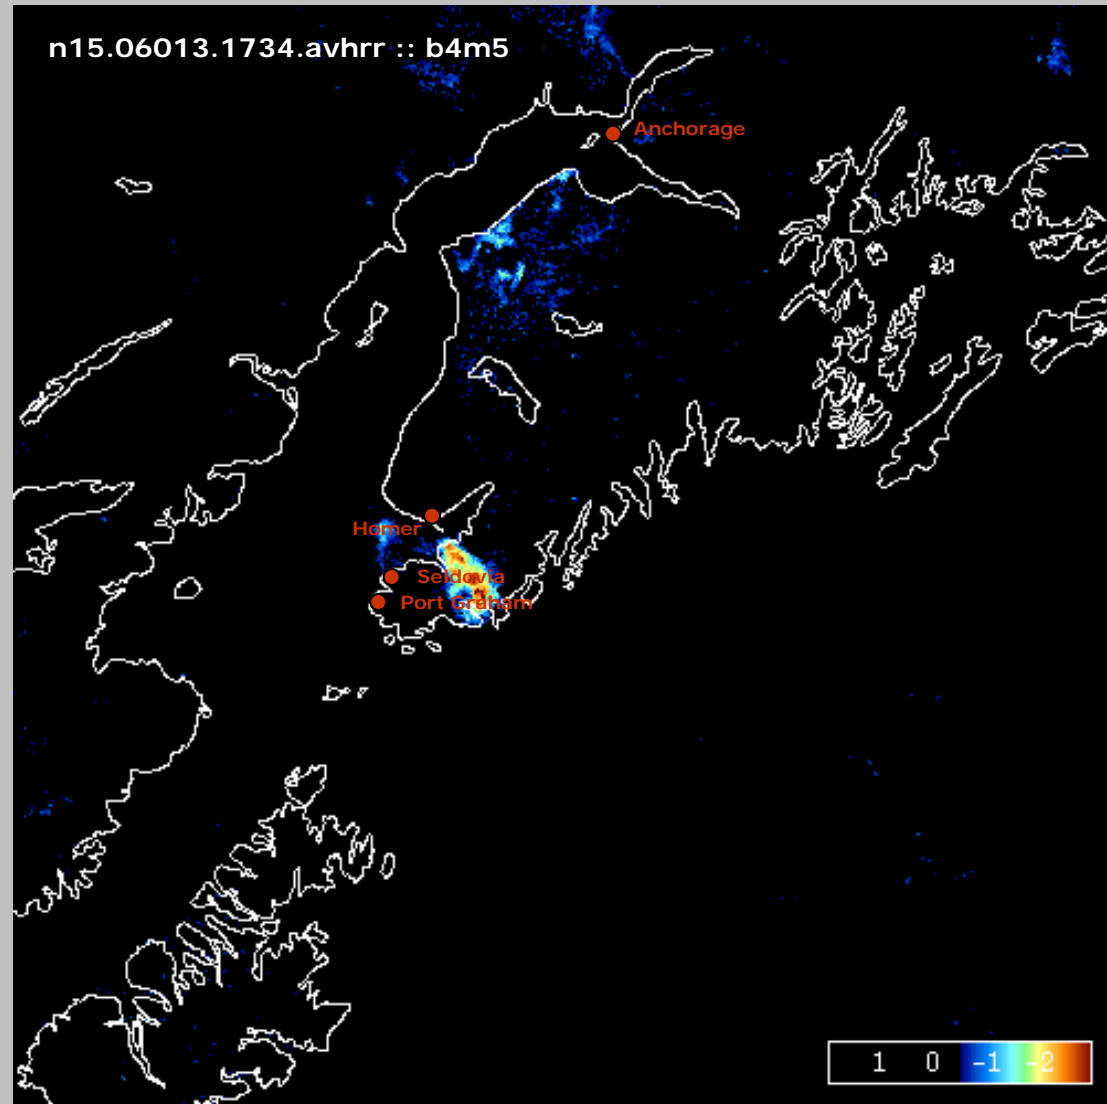 n15.06013.1734.avhrr :: b4m5
Anchorage
Homer
Seldovia
Port Graham
1 0 -1 -2